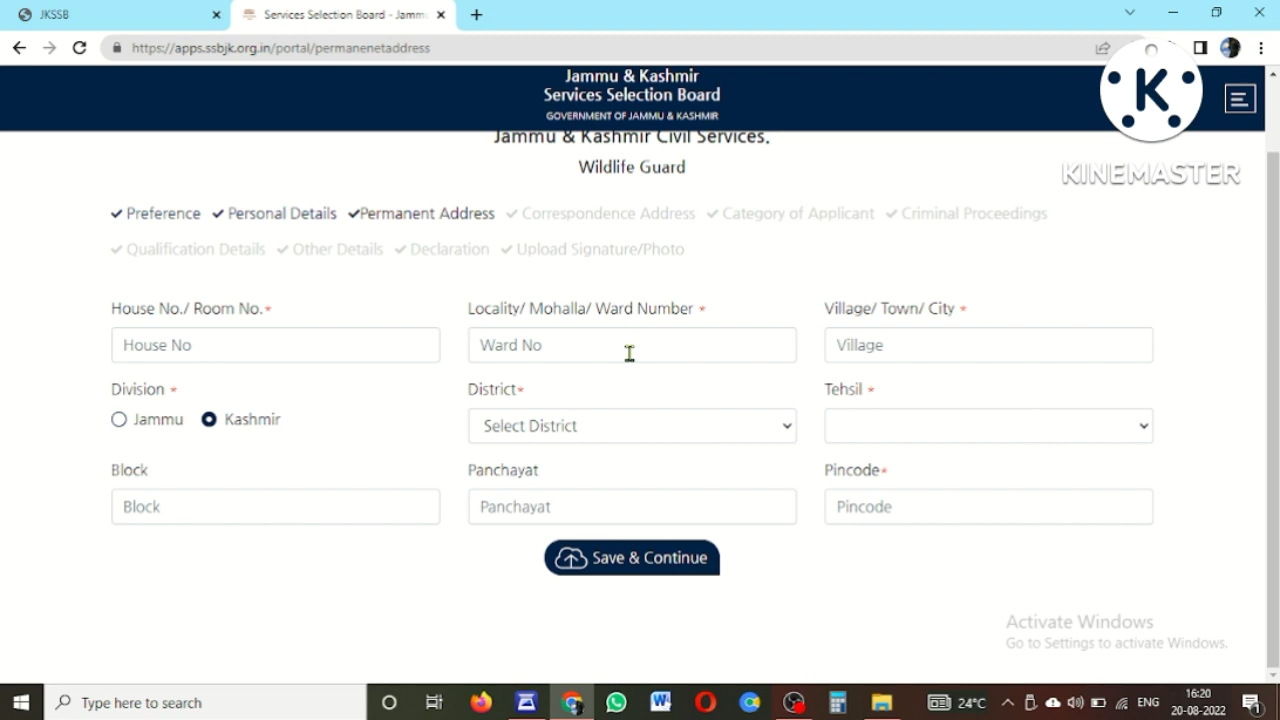 JKSSB
Services Selection Board - Jammu
https://apps.ssbjk.org.in/portal/permanenetaddress
Jammu & Kashmir
Services Selection Board
GOVERNMENT OF JAMMU & KASHMIR
K
KINEMASTER
Jammu & Kashmir Civil Services.
Wildlife Guard
Preference Personal Details Permanent Address Correspondence Address Category of Applicant Criminal Proceedings
Qualification Details Other Details Declaration Upload Signature/Photo
House No./ Room No.* Locality/ Mohalla/ Ward Number * Village/ Town/ City *
House No Ward No Village
Division * District* Tehsil *
Jammu Kashmir Select District
Block Panchayat Pincode*
Block Panchayat Pincode
Save & Continue
Activate Windows
Go to Settings to activate Windows.
Type here to search 24°C ENG 16:20
20-08-2022
1